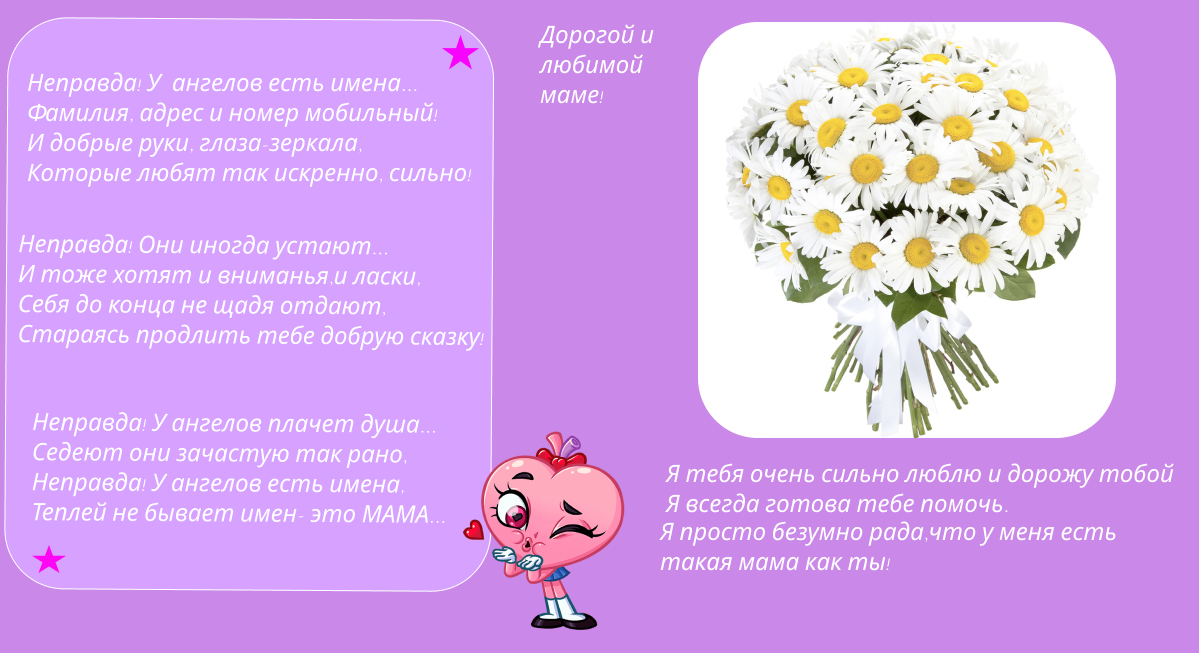 Неправда! У  ангелов есть имена...
Фамилия, адрес и номер мобильный!
И добрые руки, глаза-зеркала,
Которые любят так искренно, сильно!
Неправда! Они иногда устают...
И тоже хотят и вниманья,и ласки,
Себя до конца не щадя отдают,
Стараясь продлить тебе добрую сказку!
Неправда! У ангелов плачет душа...
Седеют они зачастую так рано,
Неправда! У ангелов есть имена,
Теплей не бывает имен- это МАМА...
Дорогой и
любимой
маме!
Я тебя очень сильно люблю и дорожу тобой
Я всегда готова тебе помочь.
Я просто безумно рада,что у меня есть
такая мама как ты!